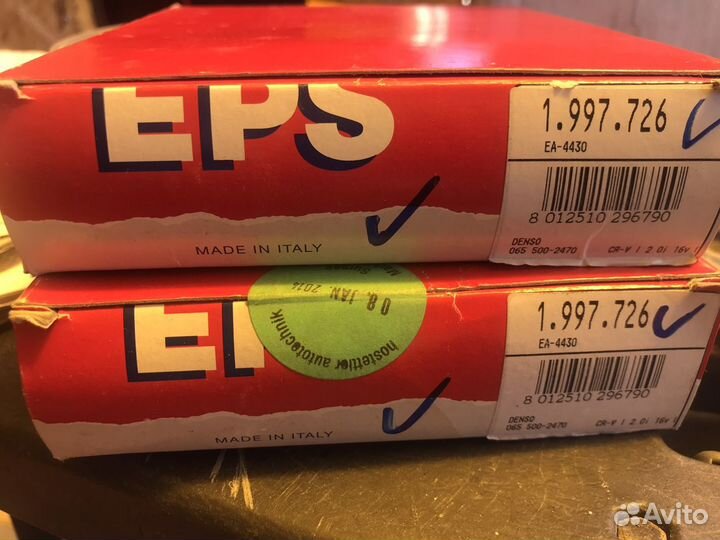 EPS
MADE IN ITALY
1.997.726
EA-4430
8 012510 296790
DENSO
065 500-2470 CR-V I 2.0i 16v
E
MADE IN ITALY
08. JAN. 2014
hostettler autotechnik
1.997.726
EA-4430
8 012510 296790
DENSO
065 500-2470 CR-V I 2.0i 16v
Avito